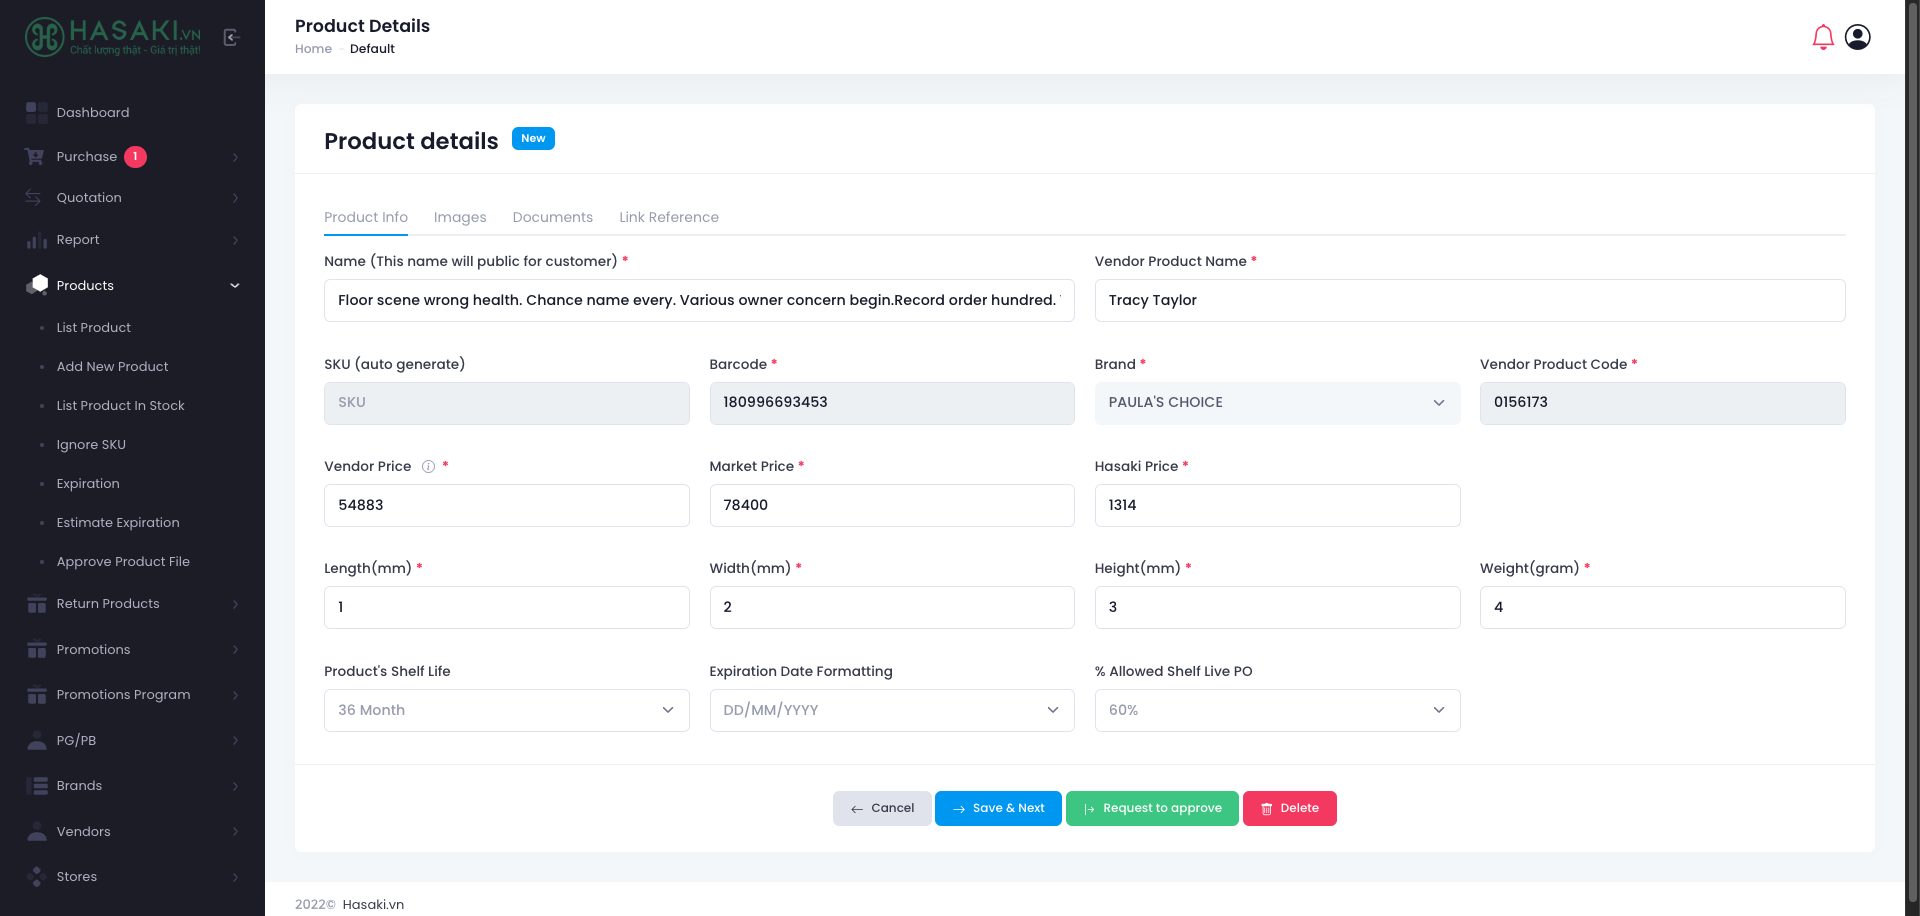 HASAKI.VN
Chất lượng thật - Giá trị thật!
Dashboard
Purchase 1
Quotation
Report
Products
List Product
Add New Product
List Product In Stock
Ignore SKU
Expiration
Estimate Expiration
Approve Product File
Return Products
Promotions
Promotions Program
PG/PB
Brands
Vendors
Stores
Product Details
Home - Default
Product details New
Product Info Images Documents Link Reference
Name (This name will public for customer) * Vendor Product Name *
Floor scene wrong health. Chance name every. Various owner concern begin.Record order hundred. Tracy Taylor
SKU (auto generate) Barcode * Brand * Vendor Product Code *
SKU 180996693453 PAULA'S CHOICE 0156173
Vendor Price * Market Price * Hasaki Price *
54883 78400 1314
Length(mm) * Width(mm) * Height(mm) * Weight(gram) *
1 2 3 4
Product's Shelf Life Expiration Date Formatting % Allowed Shelf Live PO
36 Month DD/MM/YYYY 60%
Cancel Save & Next Request to approve Delete
2022© Hasaki.vn